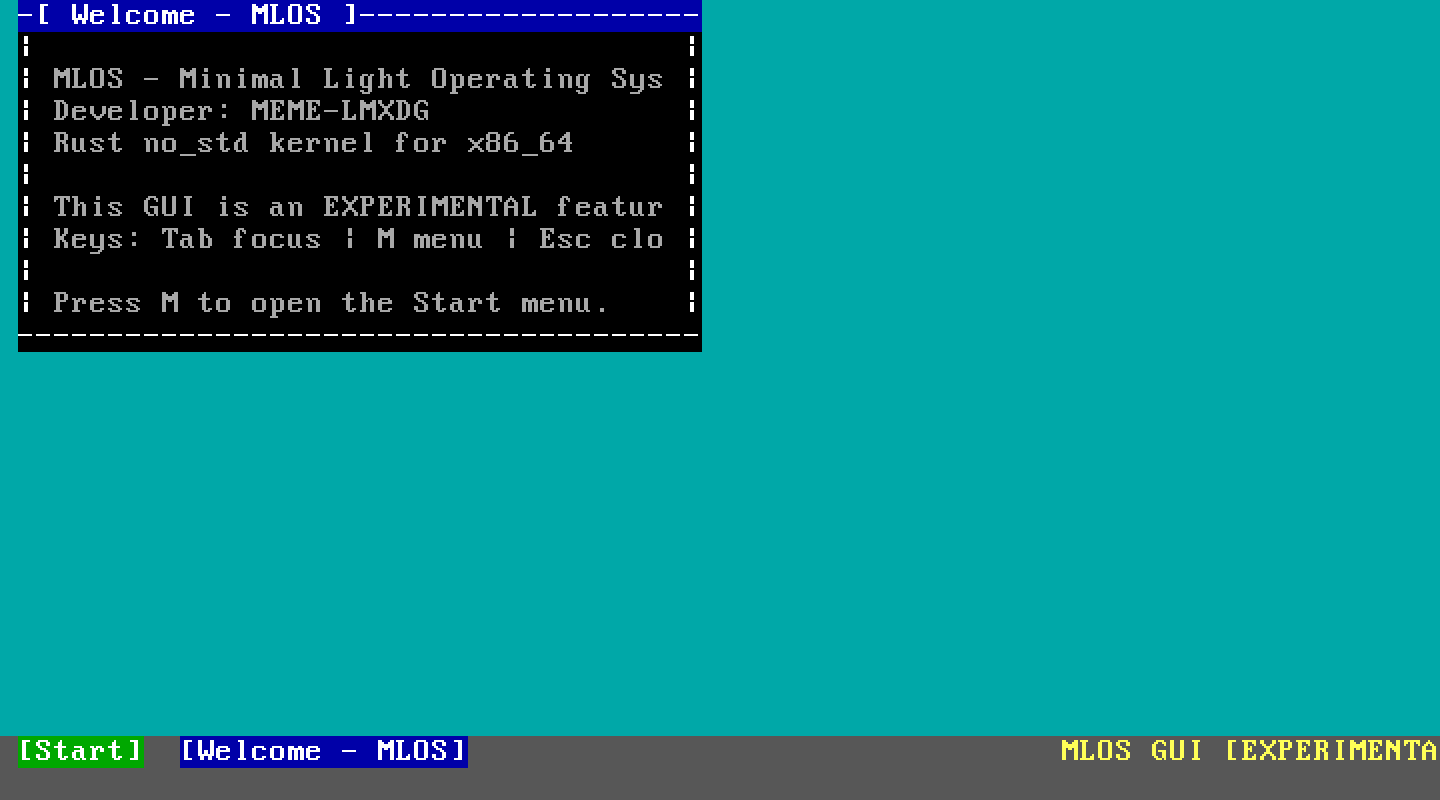 [ Welcome - MLOS ]
MLOS - Minimal Light Operating Sys
Developer: MEME-LMXDG
Rust no_std kernel for x86_64
This GUI is an EXPERIMENTAL featur
Keys: Tab focus ¦ M menu ¦ Esc clo
Press M to open the Start menu.
[Start] [Welcome - MLOS] MLOS GUI [EXPERIMENTA